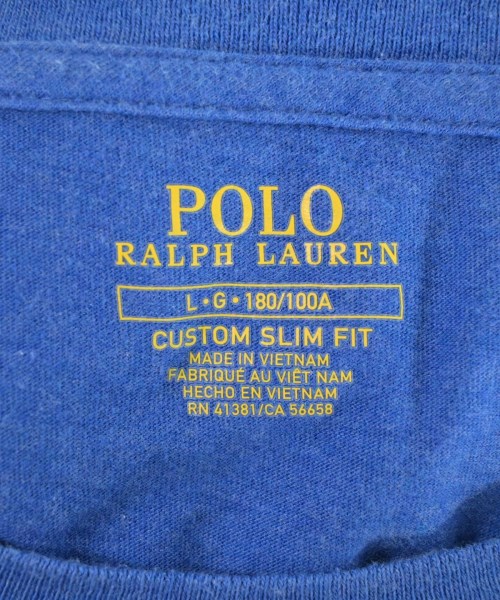 POLO
RALPH LAUREN
L • G • 180/100A
CUSTOM SLIM FIT
MADE IN VIETNAM
FABRIQUÉ AU VIÊT NAM
HECHO EN VIETNAM
RN 41381/CA 56658